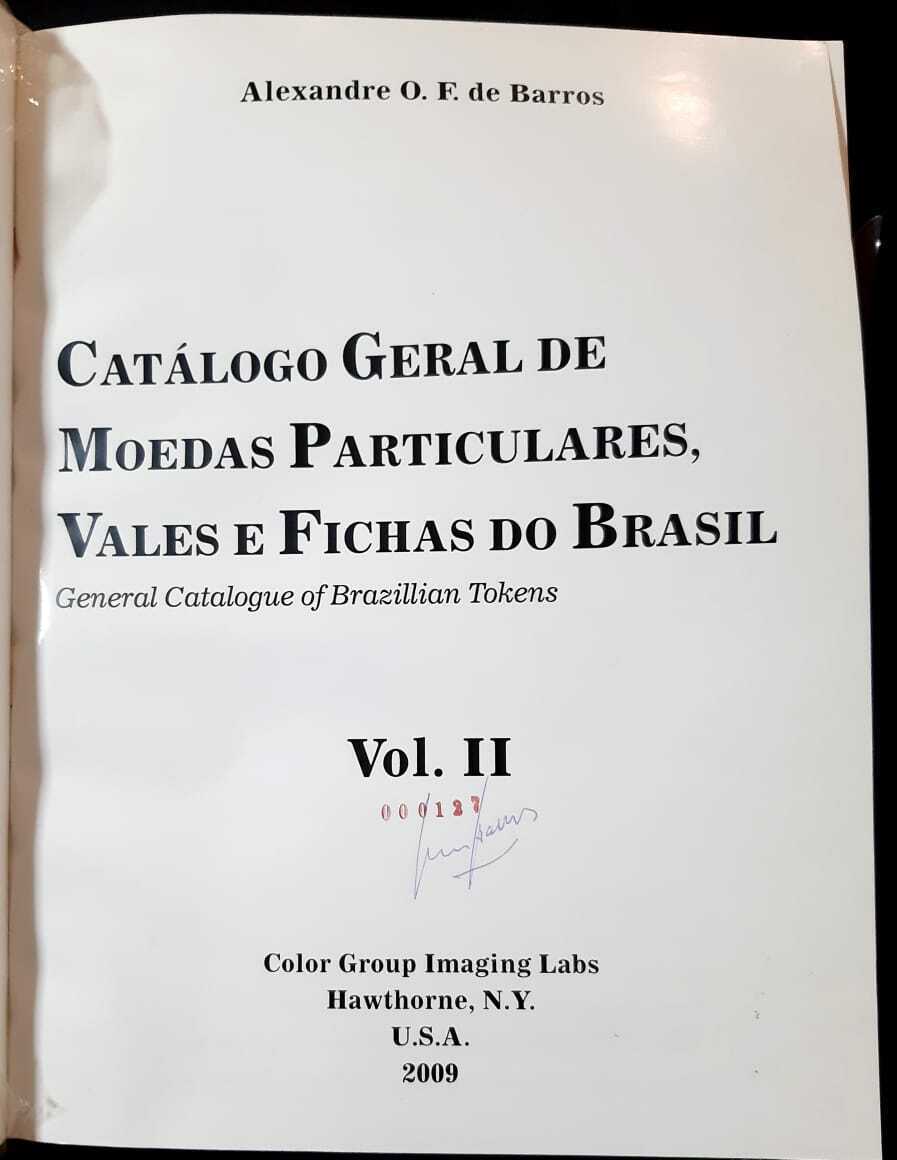 Alexandre O. F. de Barros
CATÁLOGO GERAL DE
MOEDAS PARTICULARES,
VALES E FICHAS DO BRASIL
General Catalogue of Brazillian Tokens
Vol. II
000127
Color Group Imaging Labs
Hawthorne, N.Y.
U.S.A.
2009